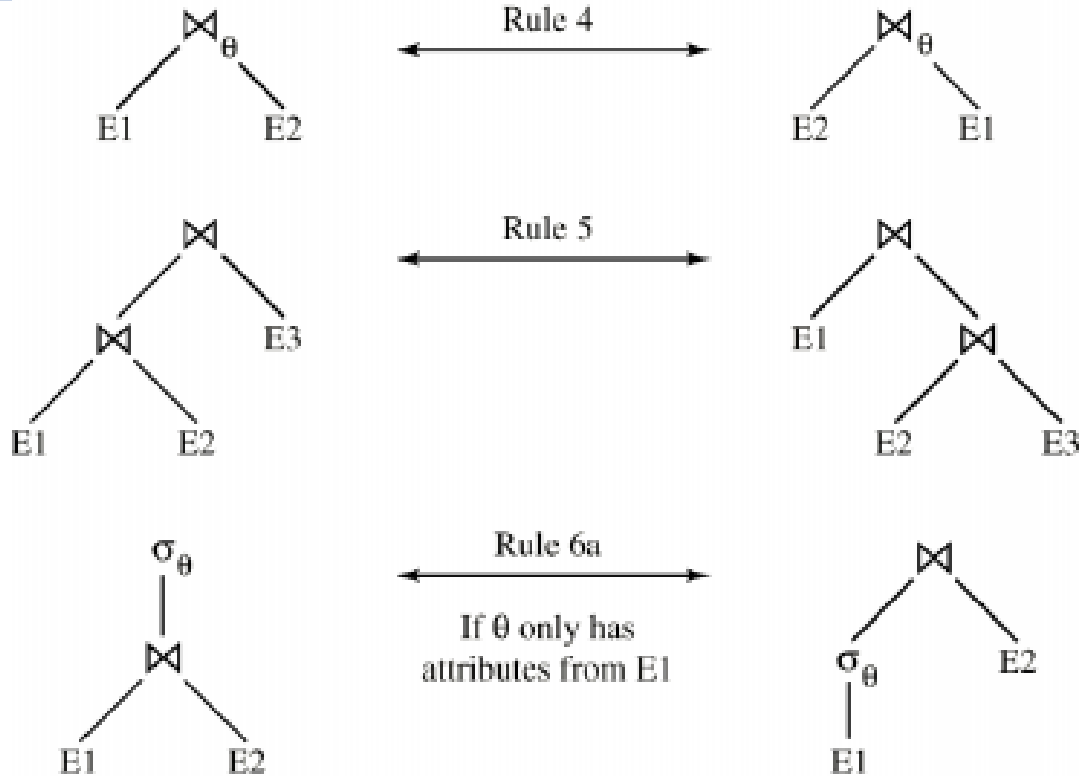 ⋈θ Rule 4 ⋈θ
E1 E2 E2 E1
⋈ Rule 5 ⋈
⋈ E3 E1 ⋈
E1 E2 E2 E3
σθ Rule 6a ⋈
If θ only has
attributes from E1
⋈ σθ E2
E1 E2 E1